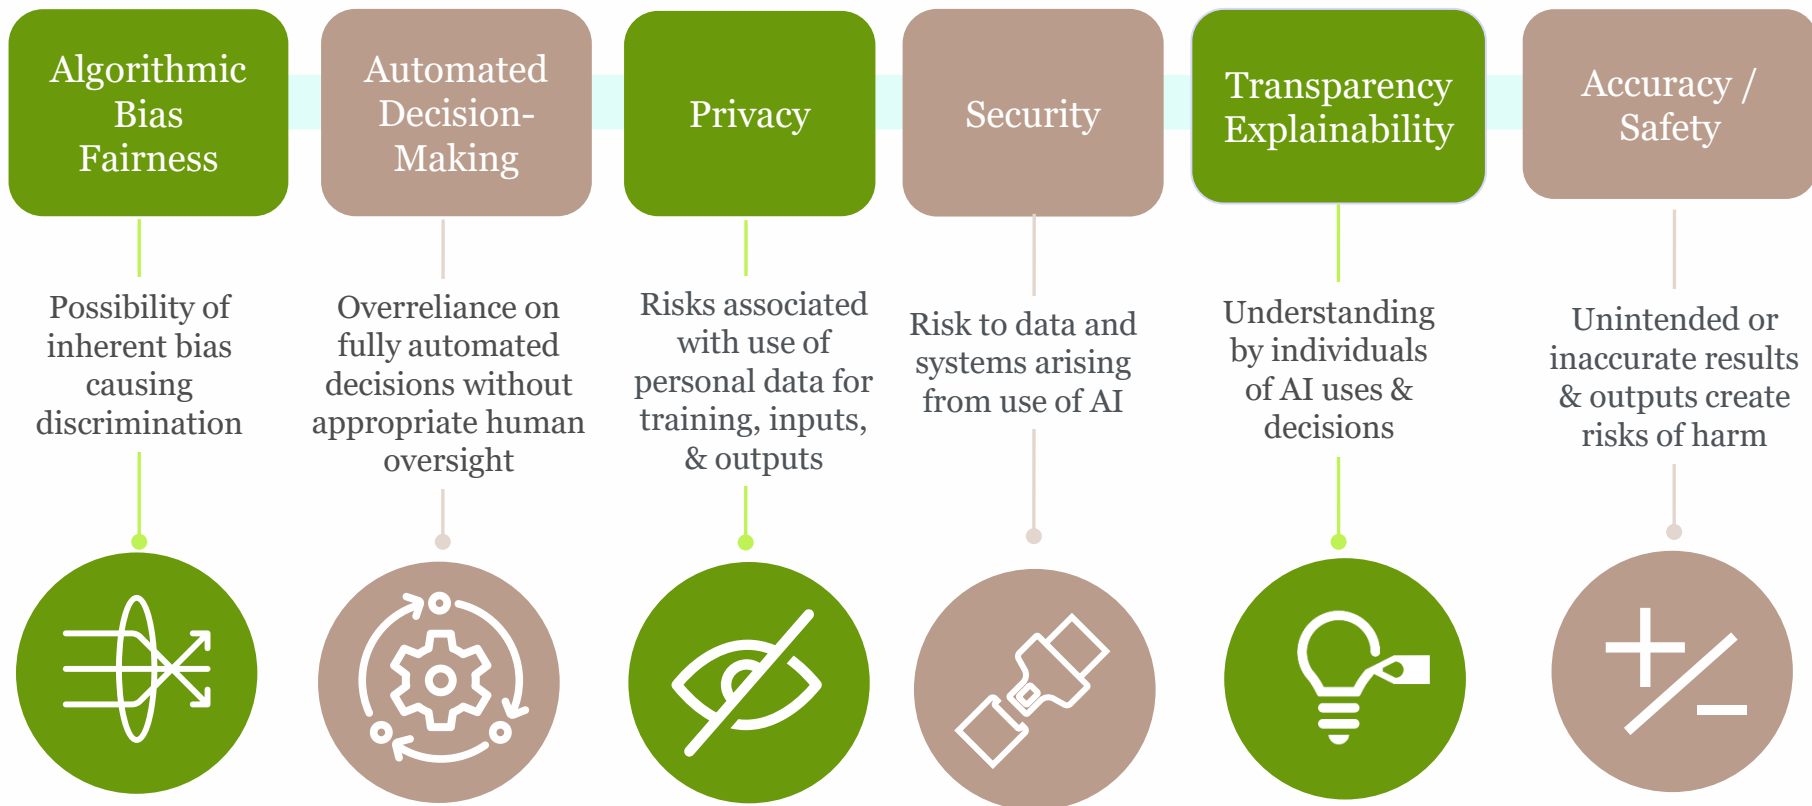 Algorithmic
Bias
Fairness
Automated
Decision-
Making
Privacy
Security
Transparency
Explainability
Accuracy /
Safety
Possibility of
inherent bias
causing
discrimination
Overreliance on
fully automated
decisions without
appropriate human
oversight
Risks associated
with use of
personal data for
training, inputs,
& outputs
Risk to data and
systems arising
from use of AI
Understanding
by individuals
of AI uses &
decisions
Unintended or
inaccurate results
& outputs create
risks of harm